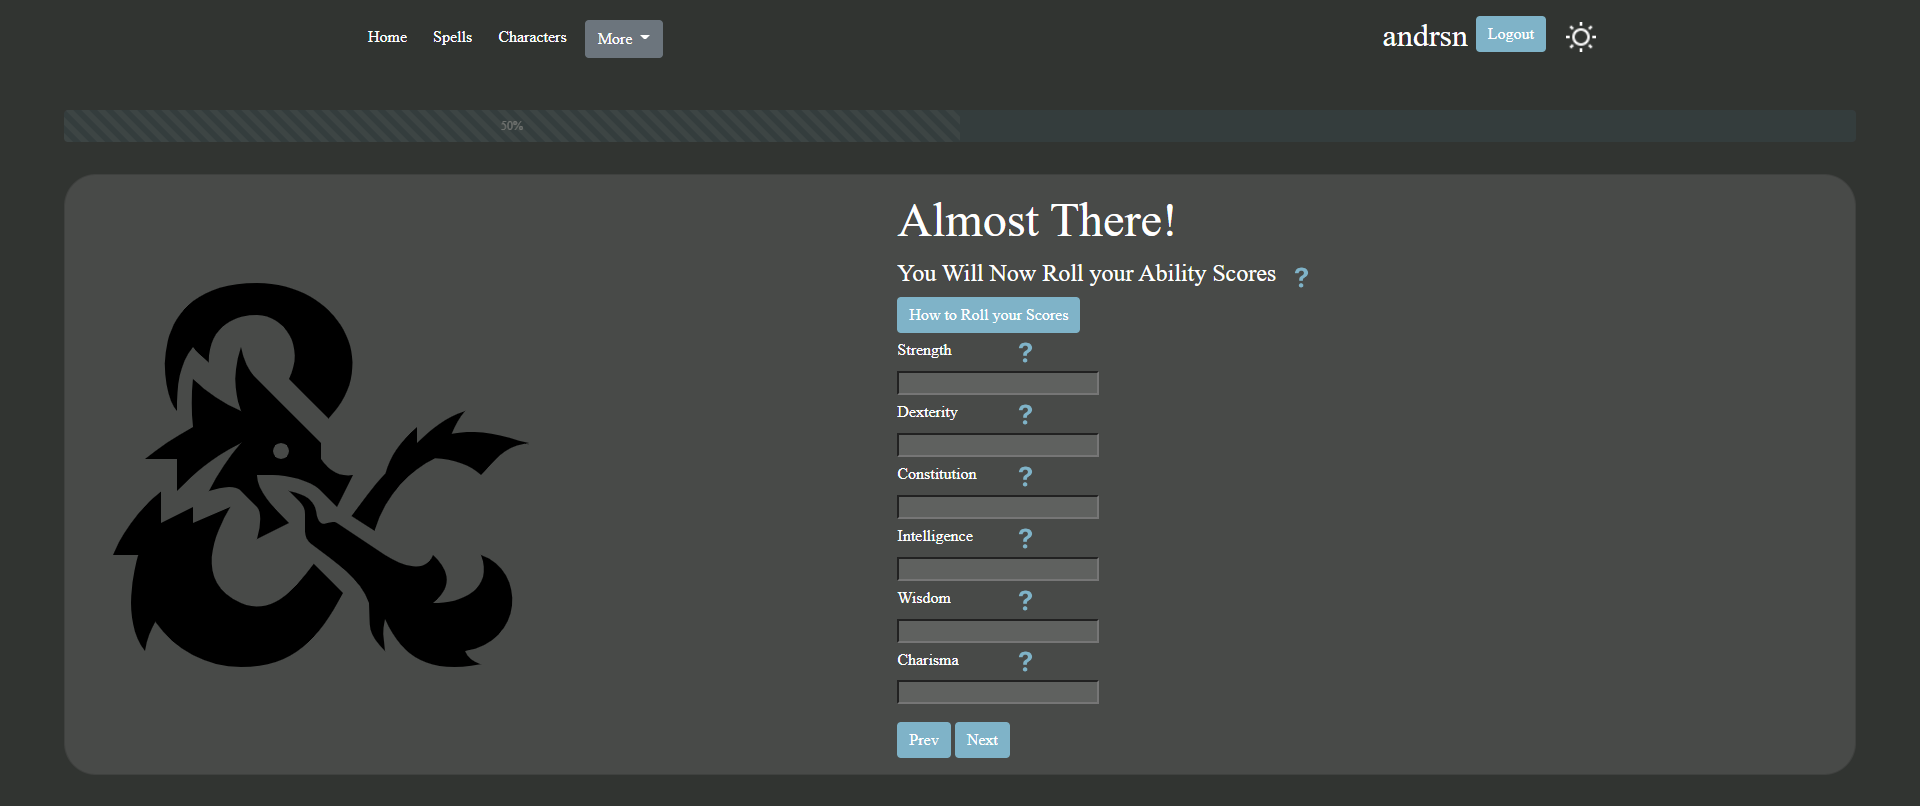 Home Spells Characters More andrsn Logout
50%
Almost There!
You Will Now Roll your Ability Scores ?
How to Roll your Scores
Strength ?
Dexterity ?
Constitution ?
Intelligence ?
Wisdom ?
Charisma ?
Prev Next